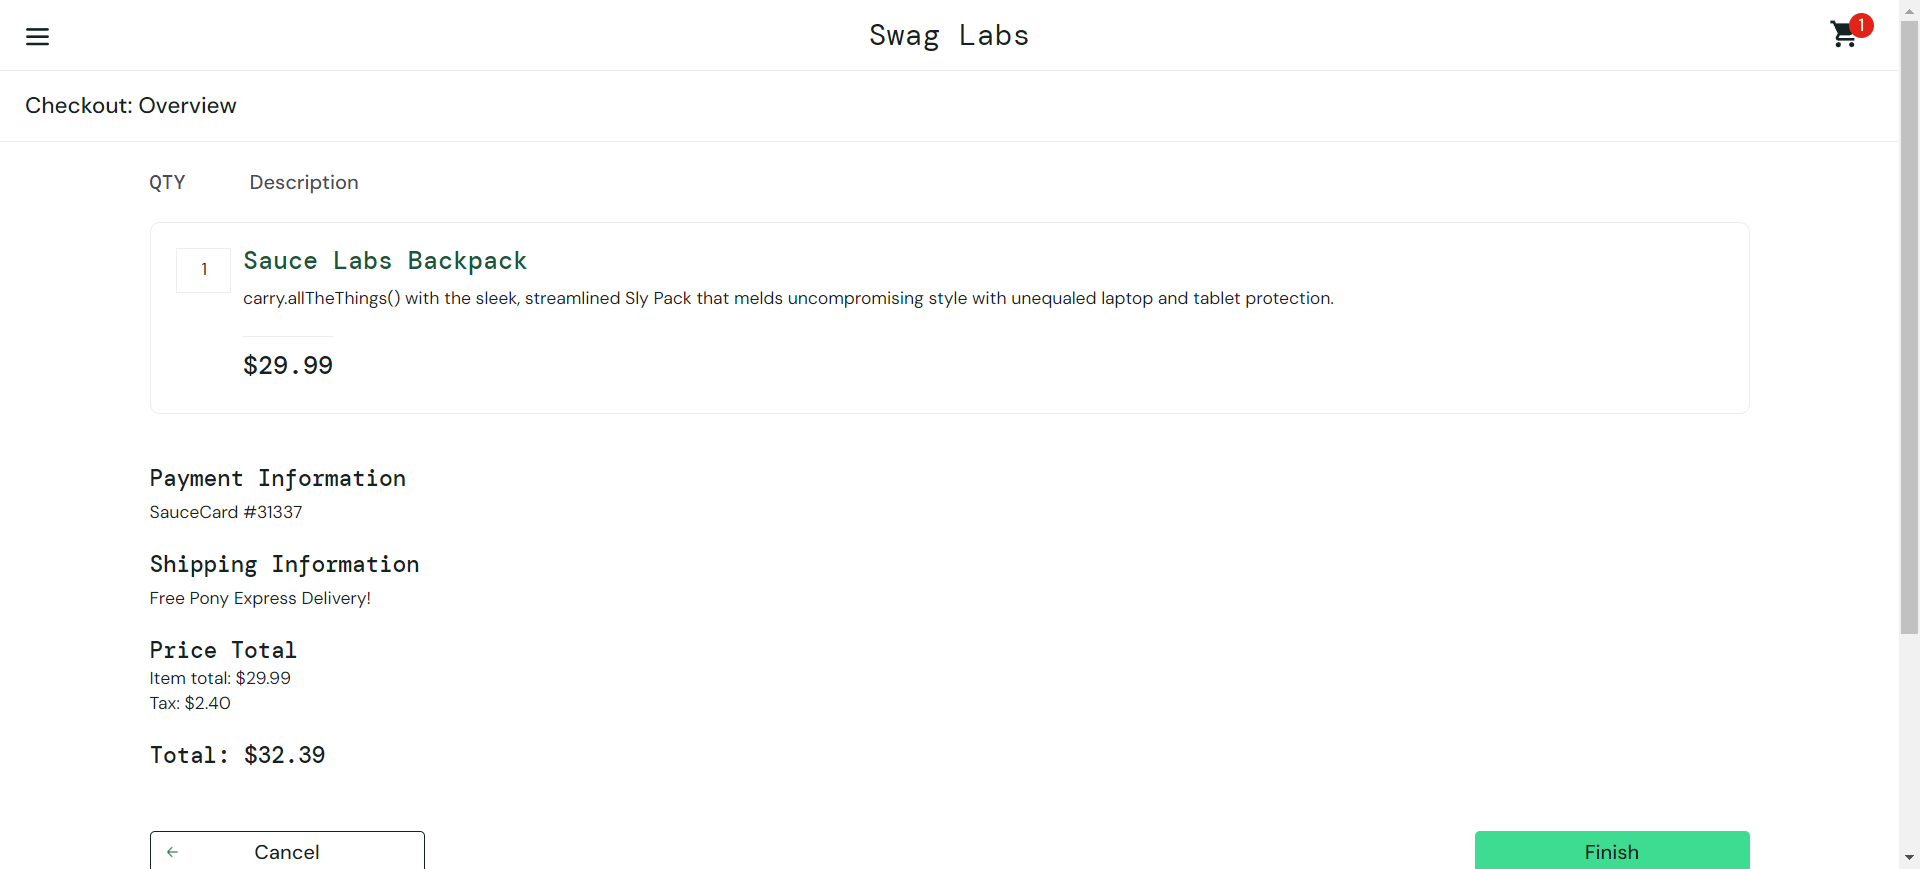 Swag Labs
1
Checkout: Overview
QTY Description
1
Sauce Labs Backpack
carry.allTheThings() with the sleek, streamlined Sly Pack that melds uncompromising style with unequaled laptop and tablet protection.
$29.99
Payment Information
SauceCard #31337
Shipping Information
Free Pony Express Delivery!
Price Total
Item total: $29.99
Tax: $2.40
Total: $32.39
Cancel
Finish